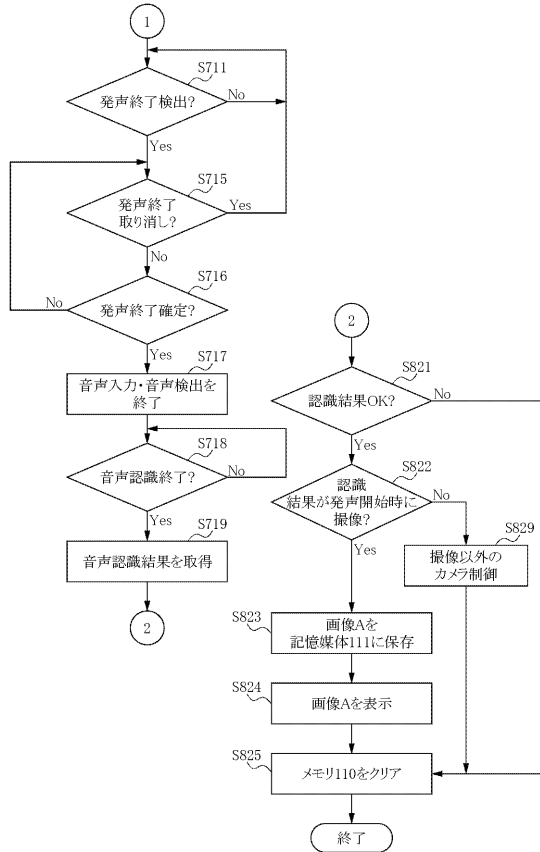 1
S711
発声終了検出?
No
Yes
S715
発声終了
取り消し?
Yes
No
S716
発声終了確定?
No
Yes
S717
音声入力・音声検出を
終了
S718
音声認識終了?
No
Yes
S719
音声認識結果を取得
2
2
S821
認識結果OK?
No
Yes
S822
認識
結果が発声開始時に
撮像?
No
Yes
S829
撮像以外の
カメラ制御
S823
画像Aを
記憶媒体111に保存
S824
画像Aを表示
S825
メモリ110をクリア
終了